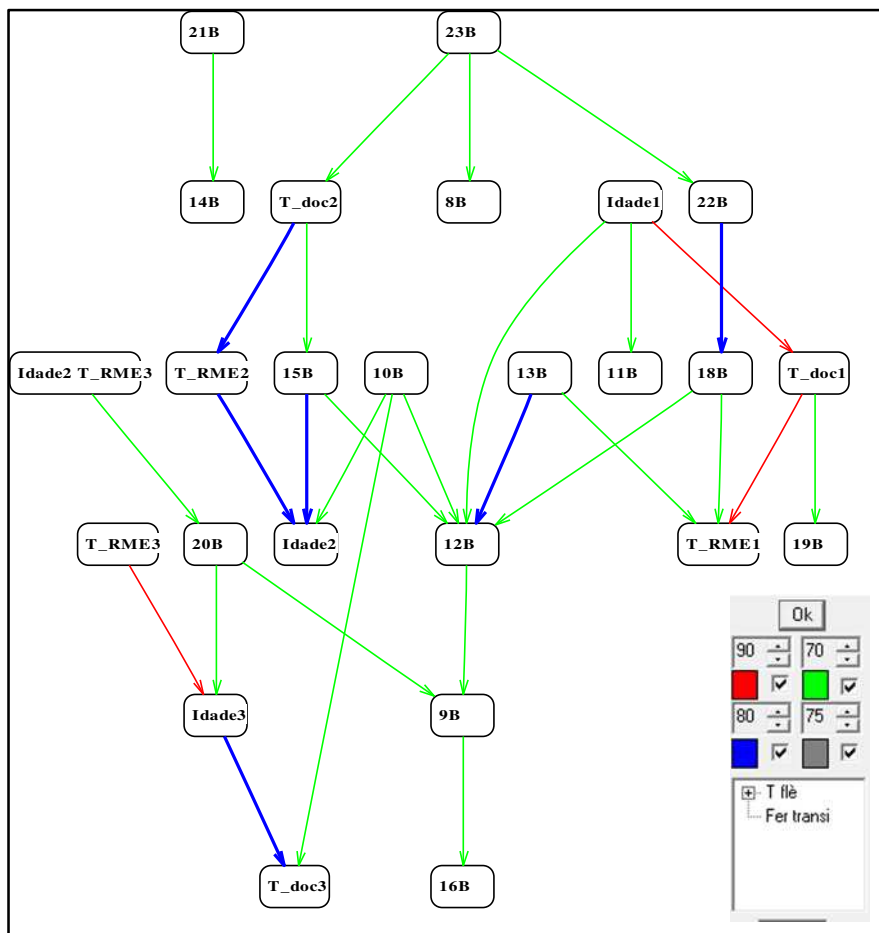 21B 23B
14B T_doc2 8B Idade1 22B
Idade2 T_RME3 T_RME2 15B 10B 13B 11B 18B T_doc1
T_RME3 20B Idade2 12B T_RME1 19B
Ok
90 70
80 75
Idade3 9B
T flè
Fer transi
T_doc3 16B